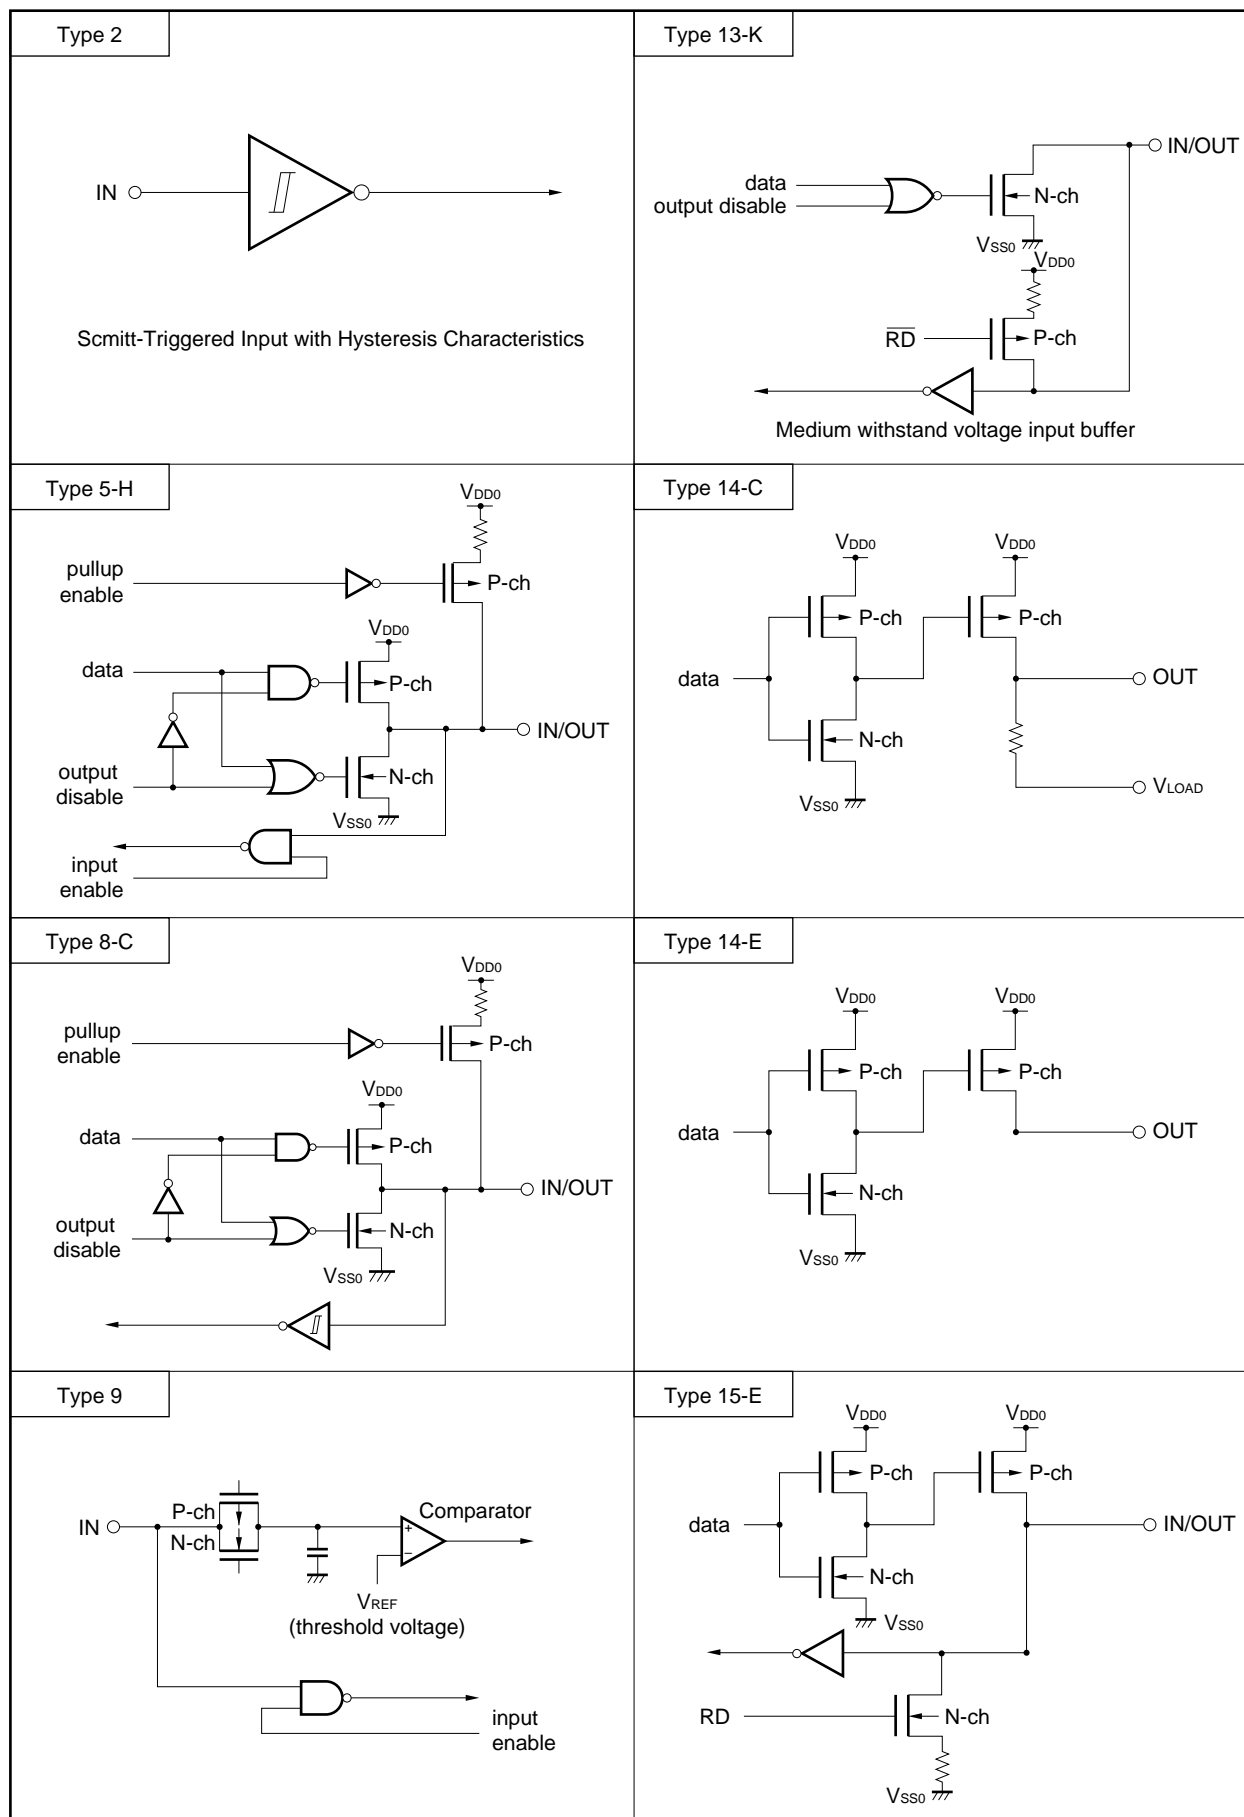 Type 2
IN
Scmitt-Triggered Input with Hysteresis Characteristics
Type 13-K
IN/OUT
data
output disable
N-ch
VSS0
VDD0
RD
P-ch
Medium withstand voltage input buffer
Type 5-H
VDD0
pullup
enable
P-ch
VDD0
data
P-ch
IN/OUT
output
disable
N-ch
VSS0
input
enable
Type 14-C
VDD0
VDD0
P-ch
P-ch
data
OUT
N-ch
VSS0
VLOAD
Type 8-C
VDD0
pullup
enable
P-ch
VDD0
data
P-ch
IN/OUT
output
disable
N-ch
VSS0
Type 14-E
VDD0
VDD0
P-ch
P-ch
data
OUT
N-ch
VSS0
Type 9
P-ch
IN
N-ch
Comparator
+
−
VREF
(threshold voltage)
input
enable
Type 15-E
VDD0
VDD0
P-ch
P-ch
data
IN/OUT
N-ch
VSS0
RD
N-ch
VSS0